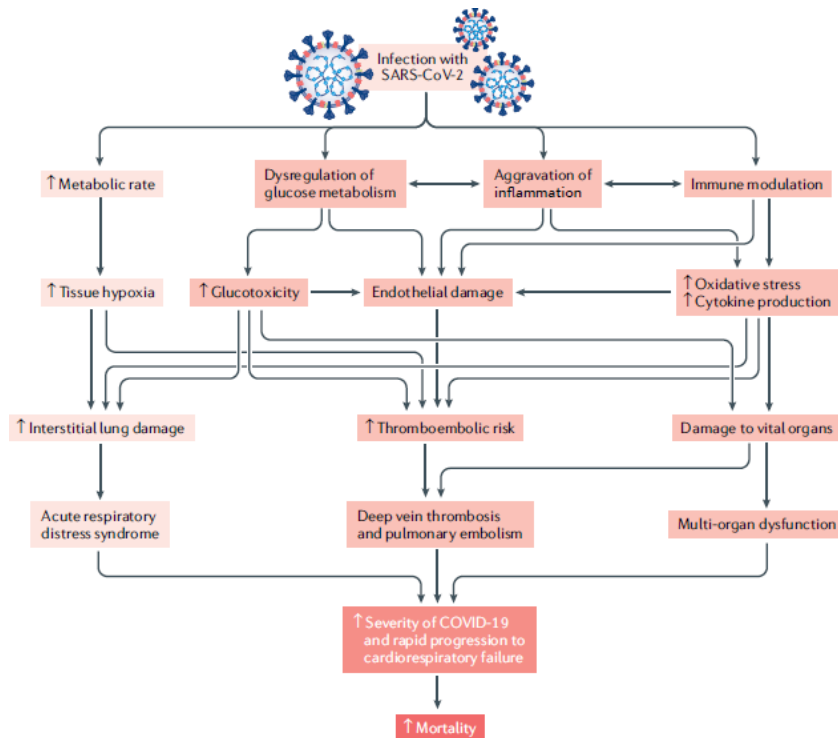 Infection with
SARS-CoV-2
↑ Metabolic rate
Dysregulation of
glucose metabolism
Aggravation of
inflammation
Immune modulation
↑ Tissue hypoxia
↑ Glucotoxicity
Endothelial damage
↑ Oxidative stress
↑ Cytokine production
↑ Interstitial lung damage
↑ Thromboembolic risk
Damage to vital organs
Acute respiratory
distress syndrome
Deep vein thrombosis
and pulmonary embolism
Multi-organ dysfunction
↑ Severity of COVID-19
and rapid progression to
cardiorespiratory failure
↑ Mortality